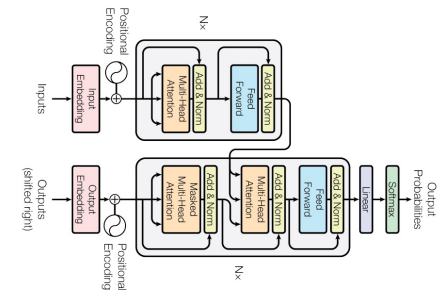 Output
Probabilities
Softmax
Linear
Add & Norm
Feed
Forward
Add & Norm
Multi-Head
Attention
Add & Norm
Masked
Multi-Head
Attention
Nx
Positional
Encoding
Output
Embedding
Outputs
(shifted right)
Nx
Add & Norm
Feed
Forward
Add & Norm
Multi-Head
Attention
Positional
Encoding
Input
Embedding
Inputs